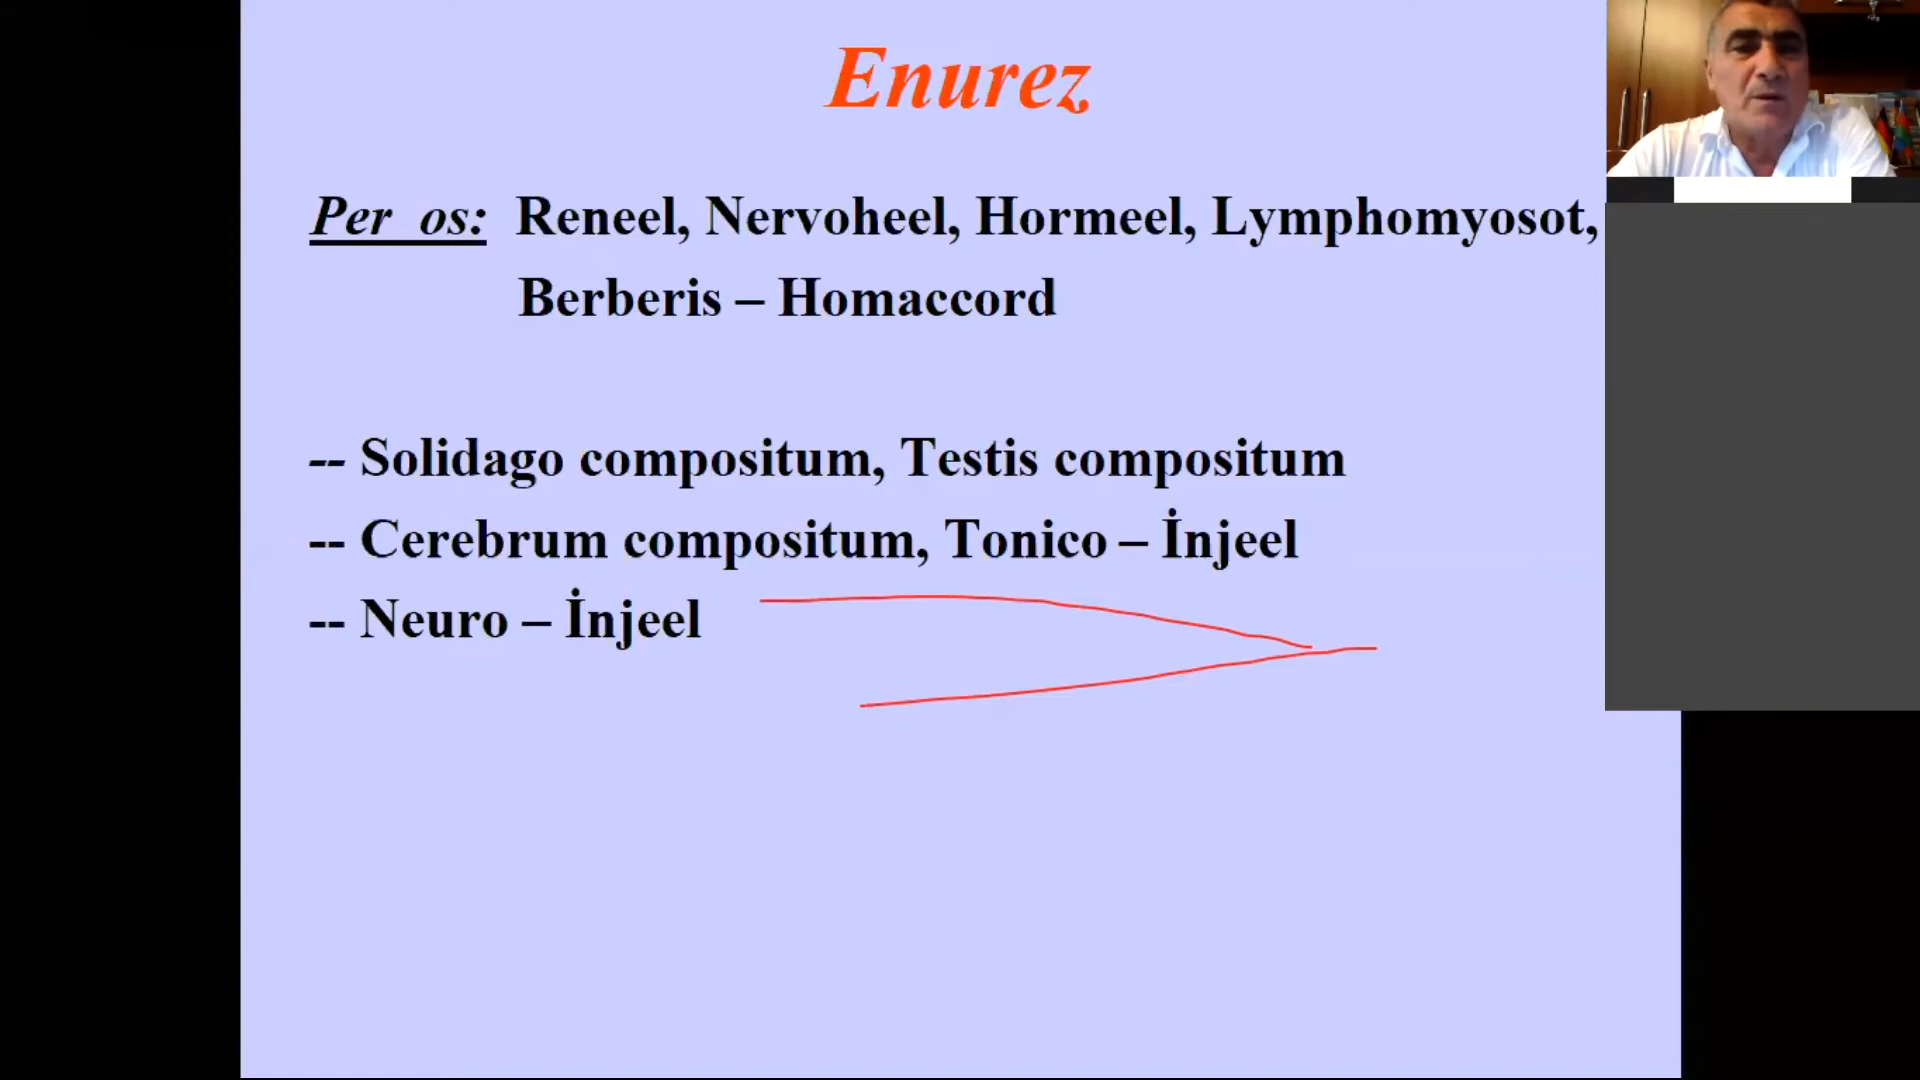 Enurez
Per os: Reneel, Nervoheel, Hormeel, Lymphomyosot,
Berberis – Homaccord
-- Solidago compositum, Testis compositum
-- Cerebrum compositum, Tonico – İnjeel
-- Neuro – İnjeel